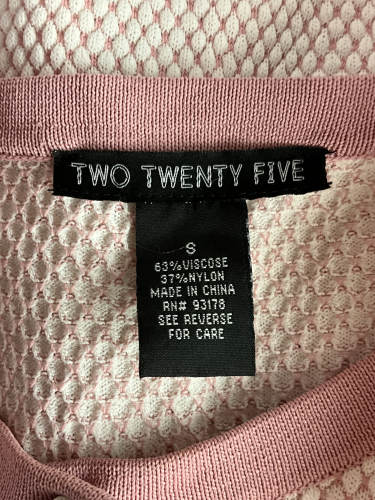 TWO TWENTY FIVE
S
63%VISCOSE
37%NYLON
MADE IN CHINA
RN# 93178
SEE REVERSE
FOR CARE